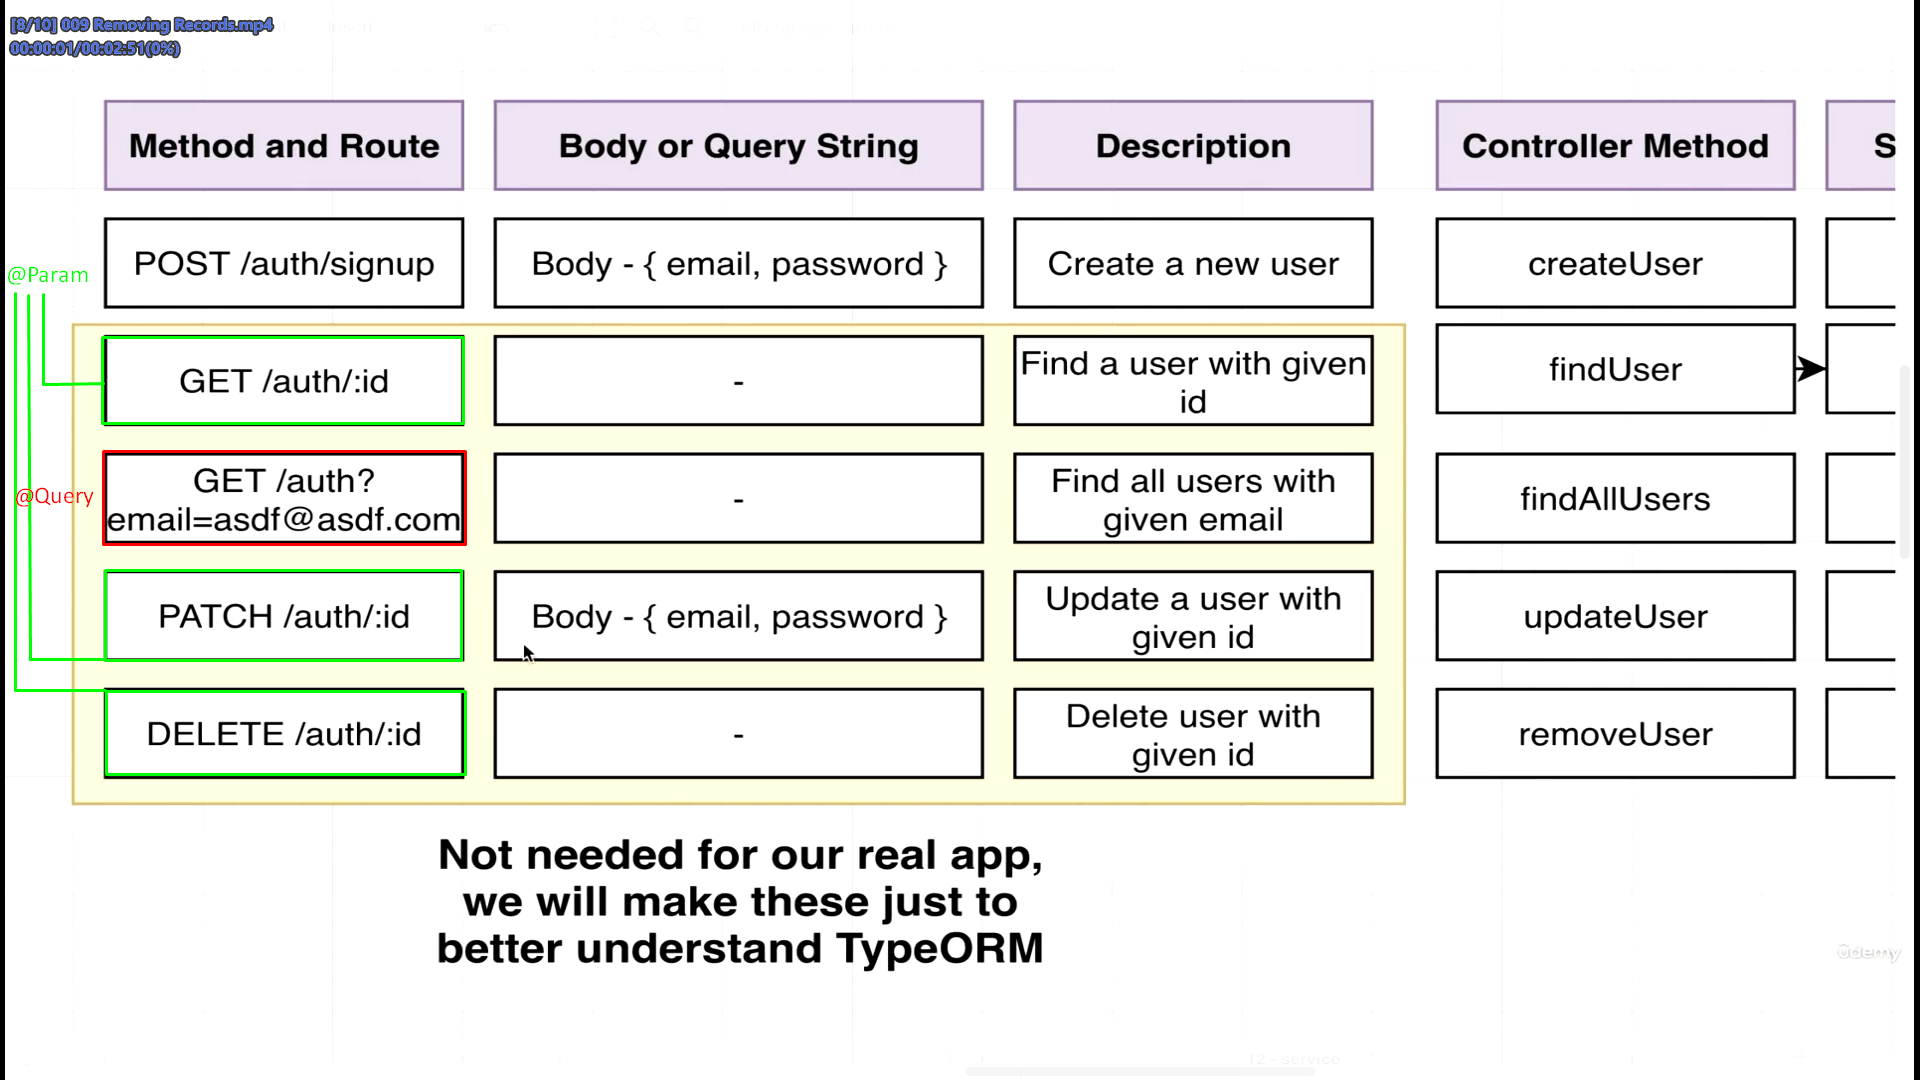 [8/10] 009 Removing Records.mp4
00:00:01/00:02:51(0%)
Method and Route
Body or Query String
Description
Controller Method
S
POST /auth/signup
Body - { email, password }
Create a new user
createUser
@Param
GET /auth/:id
-
Find a user with given
id
findUser
@Query
GET /auth?
email=asdf@asdf.com
-
Find all users with
given email
findAllUsers
PATCH /auth/:id
Body - { email, password }
Update a user with
given id
updateUser
DELETE /auth/:id
-
Delete user with
given id
removeUser
Not needed for our real app,
we will make these just to
better understand TypeORM
ûdemy
12 - service